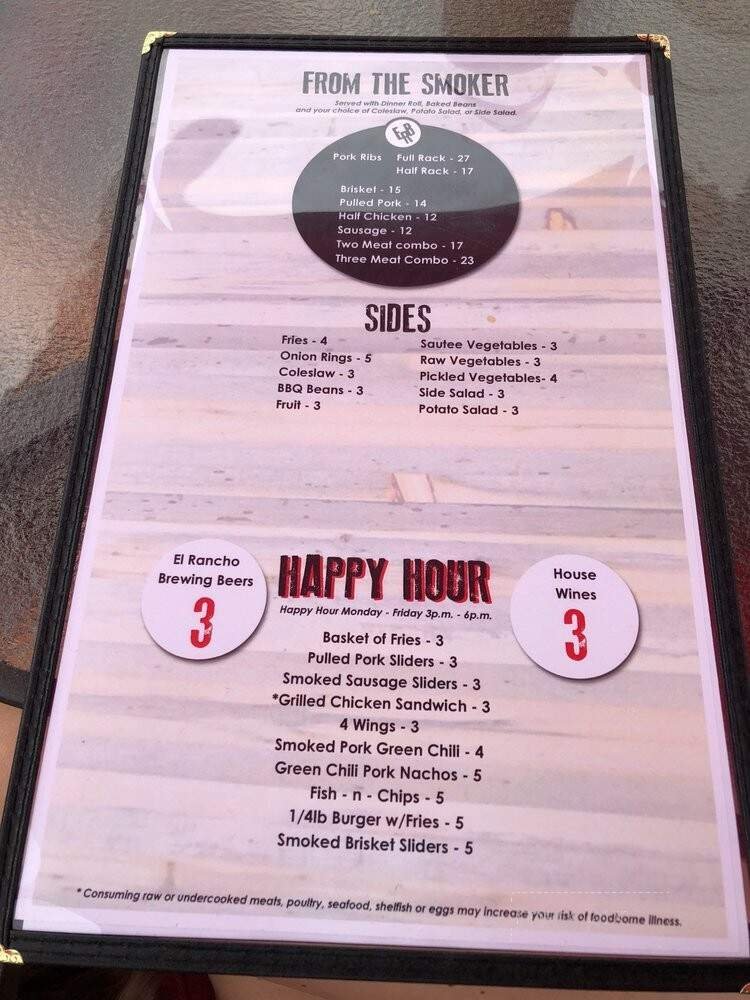 FROM THE SMOKER
Served with Dinner Roll, Baked Beans
and your choice of Coleslaw, Potato Salad, or Side Salad.
ERB
Pork Ribs Full Rack - 27
Half Rack - 17
Brisket - 15
Pulled Pork - 14
Half Chicken - 12
Sausage - 12
Two Meat combo - 17
Three Meat Combo - 23
SIDES
Fries - 4
Onion Rings - 5
Coleslaw - 3
BBQ Beans - 3
Fruit - 3
Sautee Vegetables - 3
Raw Vegetables - 3
Pickled Vegetables- 4
Side Salad - 3
Potato Salad - 3
El Rancho
Brewing Beers
3
HAPPY HOUR
Happy Hour Monday - Friday 3p.m. - 6p.m.
House
Wines
3
Basket of Fries - 3
Pulled Pork Sliders - 3
Smoked Sausage Sliders - 3
*Grilled Chicken Sandwich - 3
4 Wings - 3
Smoked Pork Green Chili - 4
Green Chili Pork Nachos - 5
Fish - n - Chips - 5
1/4lb Burger w/Fries - 5
Smoked Brisket Sliders - 5
* Consuming raw or undercooked meats, poultry, seafood, shelfish or eggs may increase your risk of foodborne illness.